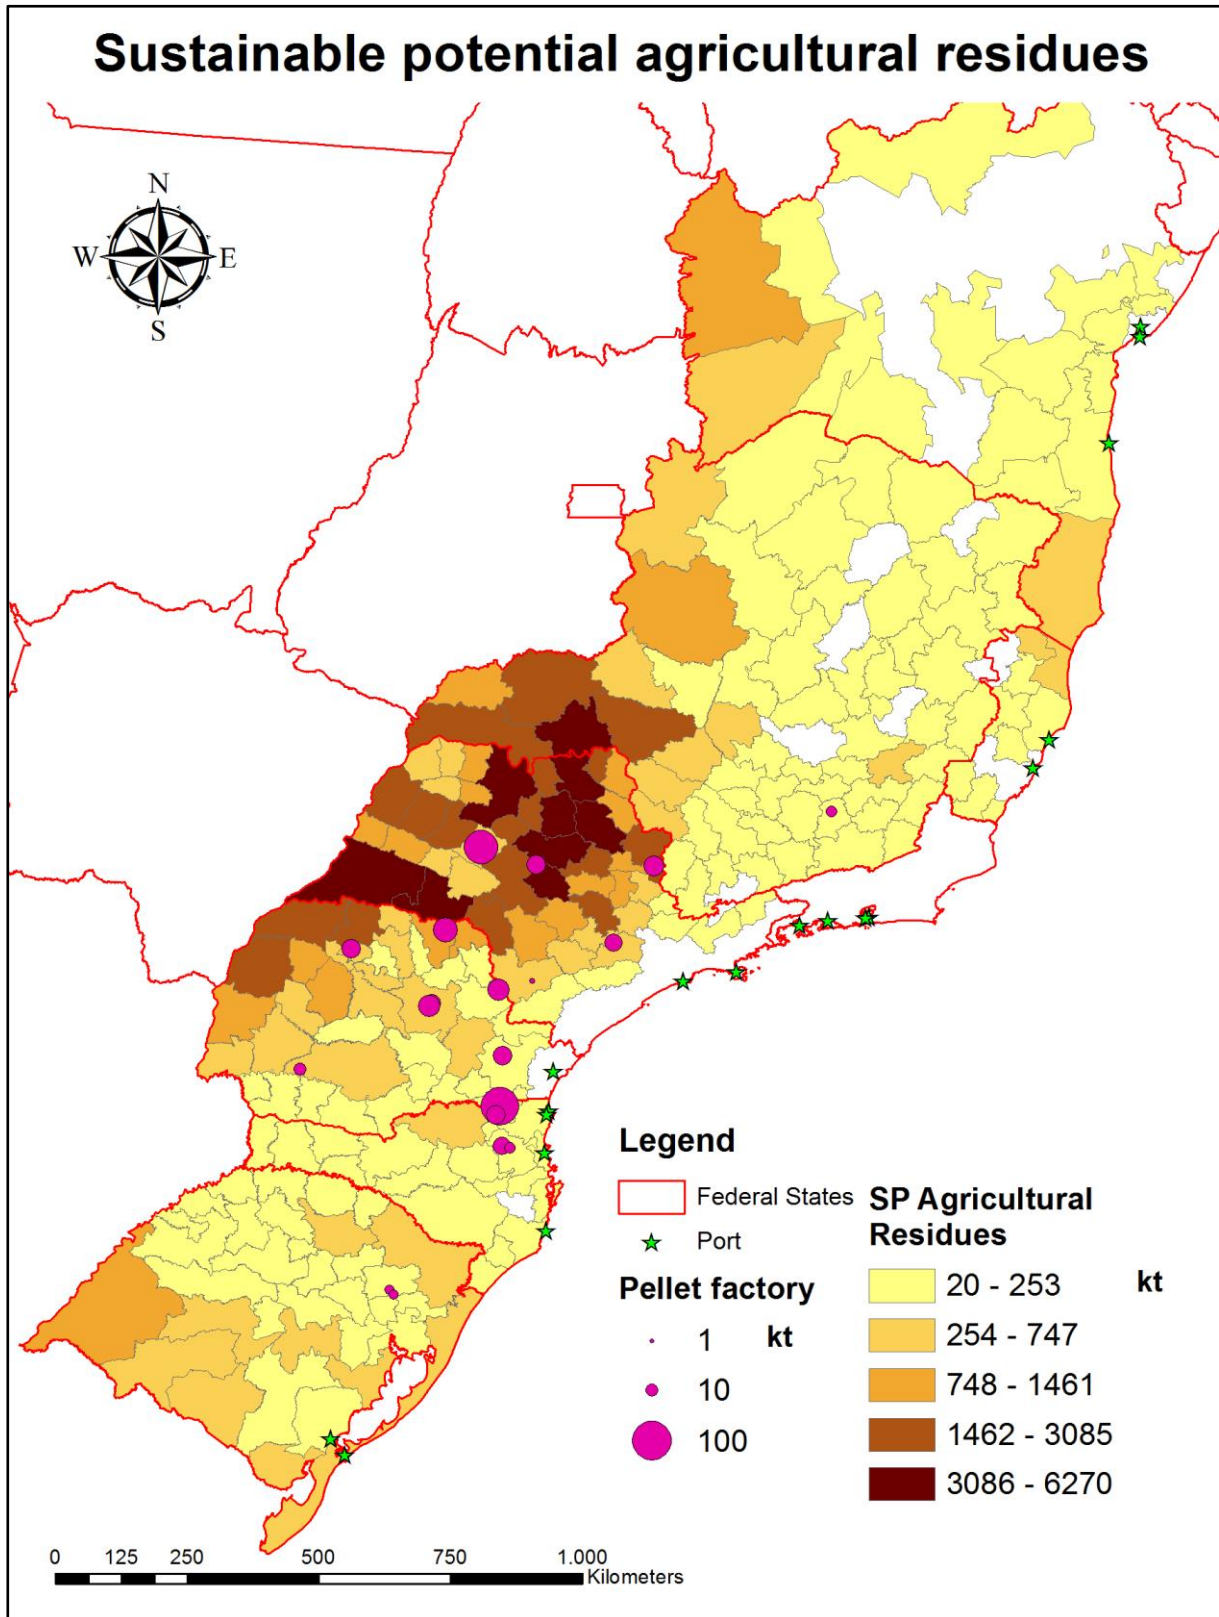 Sustainable potential agricultural residues
N
W E
S
Legend
Federal States
Port
Pellet factory
1 kt
10
100
SP Agricultural
Residues
20 - 253 kt
254 - 747
748 - 1461
1462 - 3085
3086 - 6270
0 125 250 500 750 1.000
Kilometers